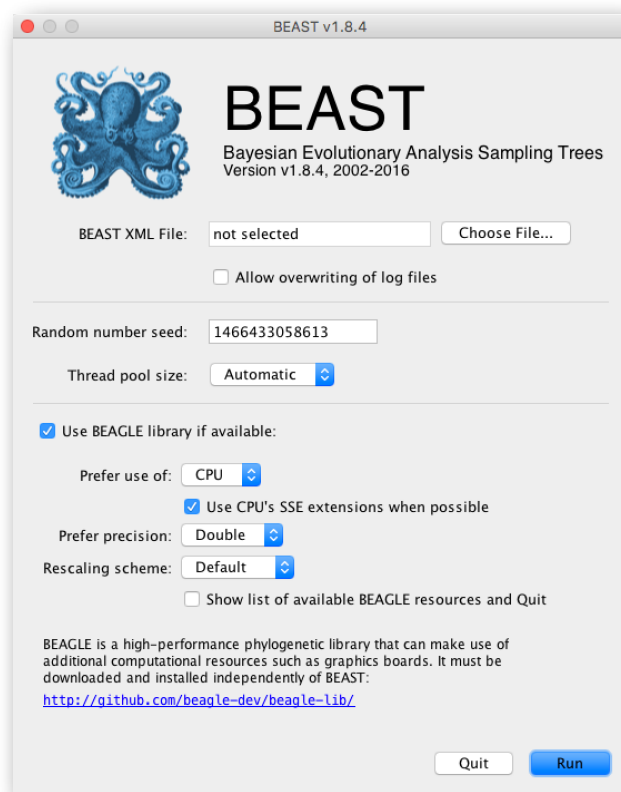 BEAST v1.8.4
BEAST
Bayesian Evolutionary Analysis Sampling Trees
Version v1.8.4, 2002-2016
BEAST XML File: not selected Choose File...
Allow overwriting of log files
Random number seed: 1466433058613
Thread pool size: Automatic
Use BEAGLE library if available:
Prefer use of: CPU
Use CPU's SSE extensions when possible
Prefer precision: Double
Rescaling scheme: Default
Show list of available BEAGLE resources and Quit
BEAGLE is a high-performance phylogenetic library that can make use of
additional computational resources such as graphics boards. It must be
downloaded and installed independently of BEAST:
http://github.com/beagle-dev/beagle-lib/
Quit Run